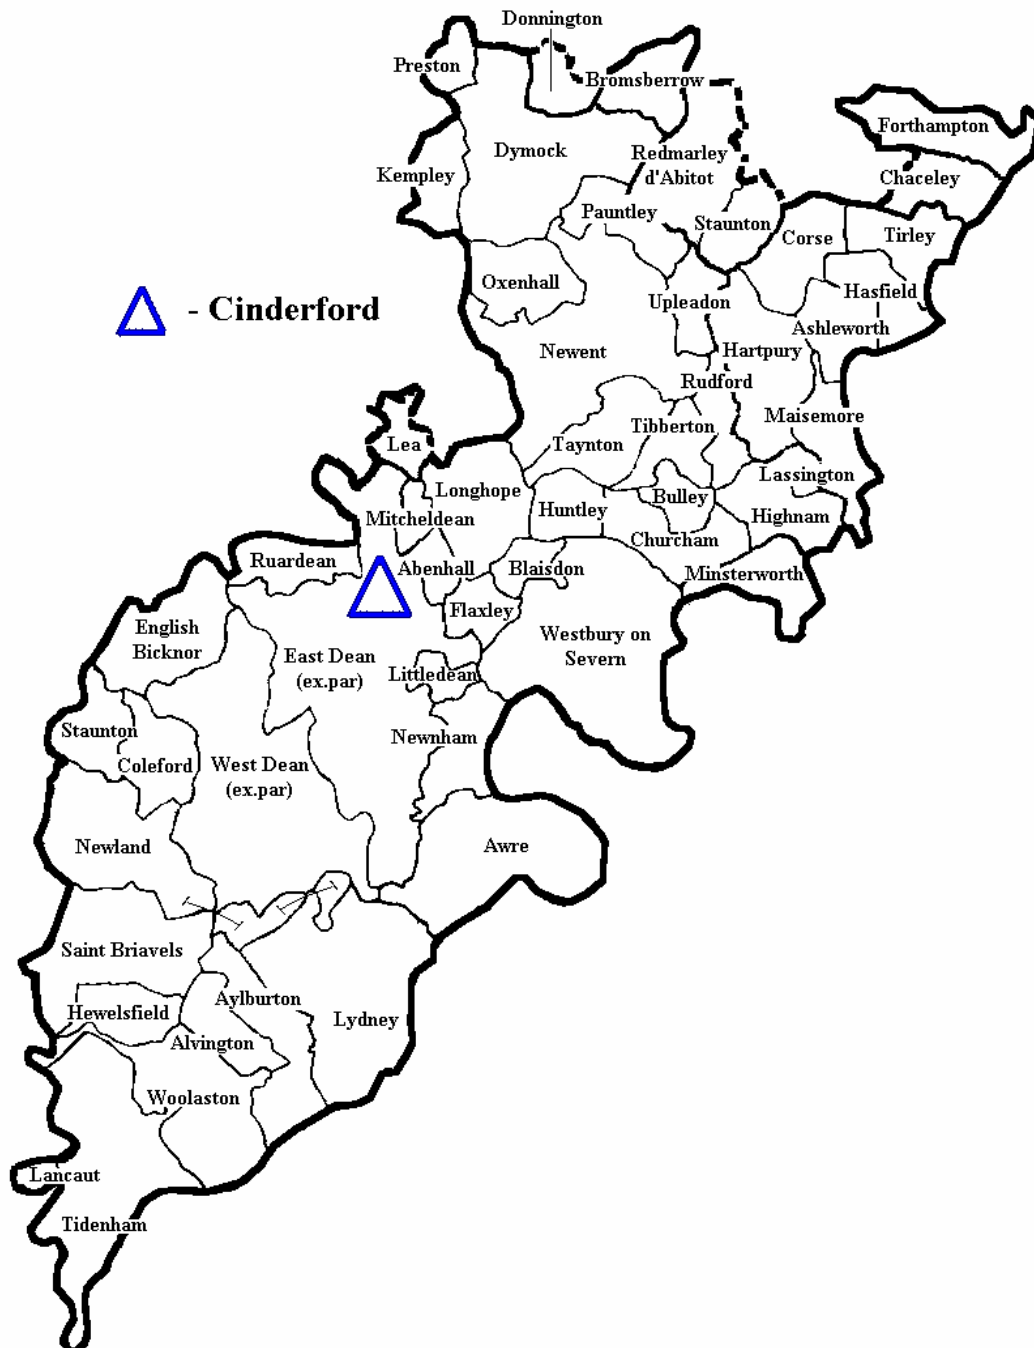 Donnington
Preston
Bromsberrow
Forthampton
Dymock
Redmarley
d'Abitot
Kempley
Chaceley
Pauntley
Staunton
Corse
Tirley
Oxenhall
Upleadon
Hasfield
- Cinderford
Ashleworth
Newent
Hartpury
Rudford
Maisemore
Tibberton
Taynton
Lea
Lassington
Longhope
Bulley
Huntley
Highnam
Mitcheldean
Churcham
Ruardean
Abenhall
Blaisdon
Minsterworth
Flaxley
English
Bicknor
Westbury on
Severn
East Dean
(ex.par)
Littledean
Staunton
Newnham
Coleford
West Dean
(ex.par)
Newland
Awre
Saint Briavels
Aylburton
Hewelsfield
Lydney
Alvington
Woolaston
Lancaut
Tidenham